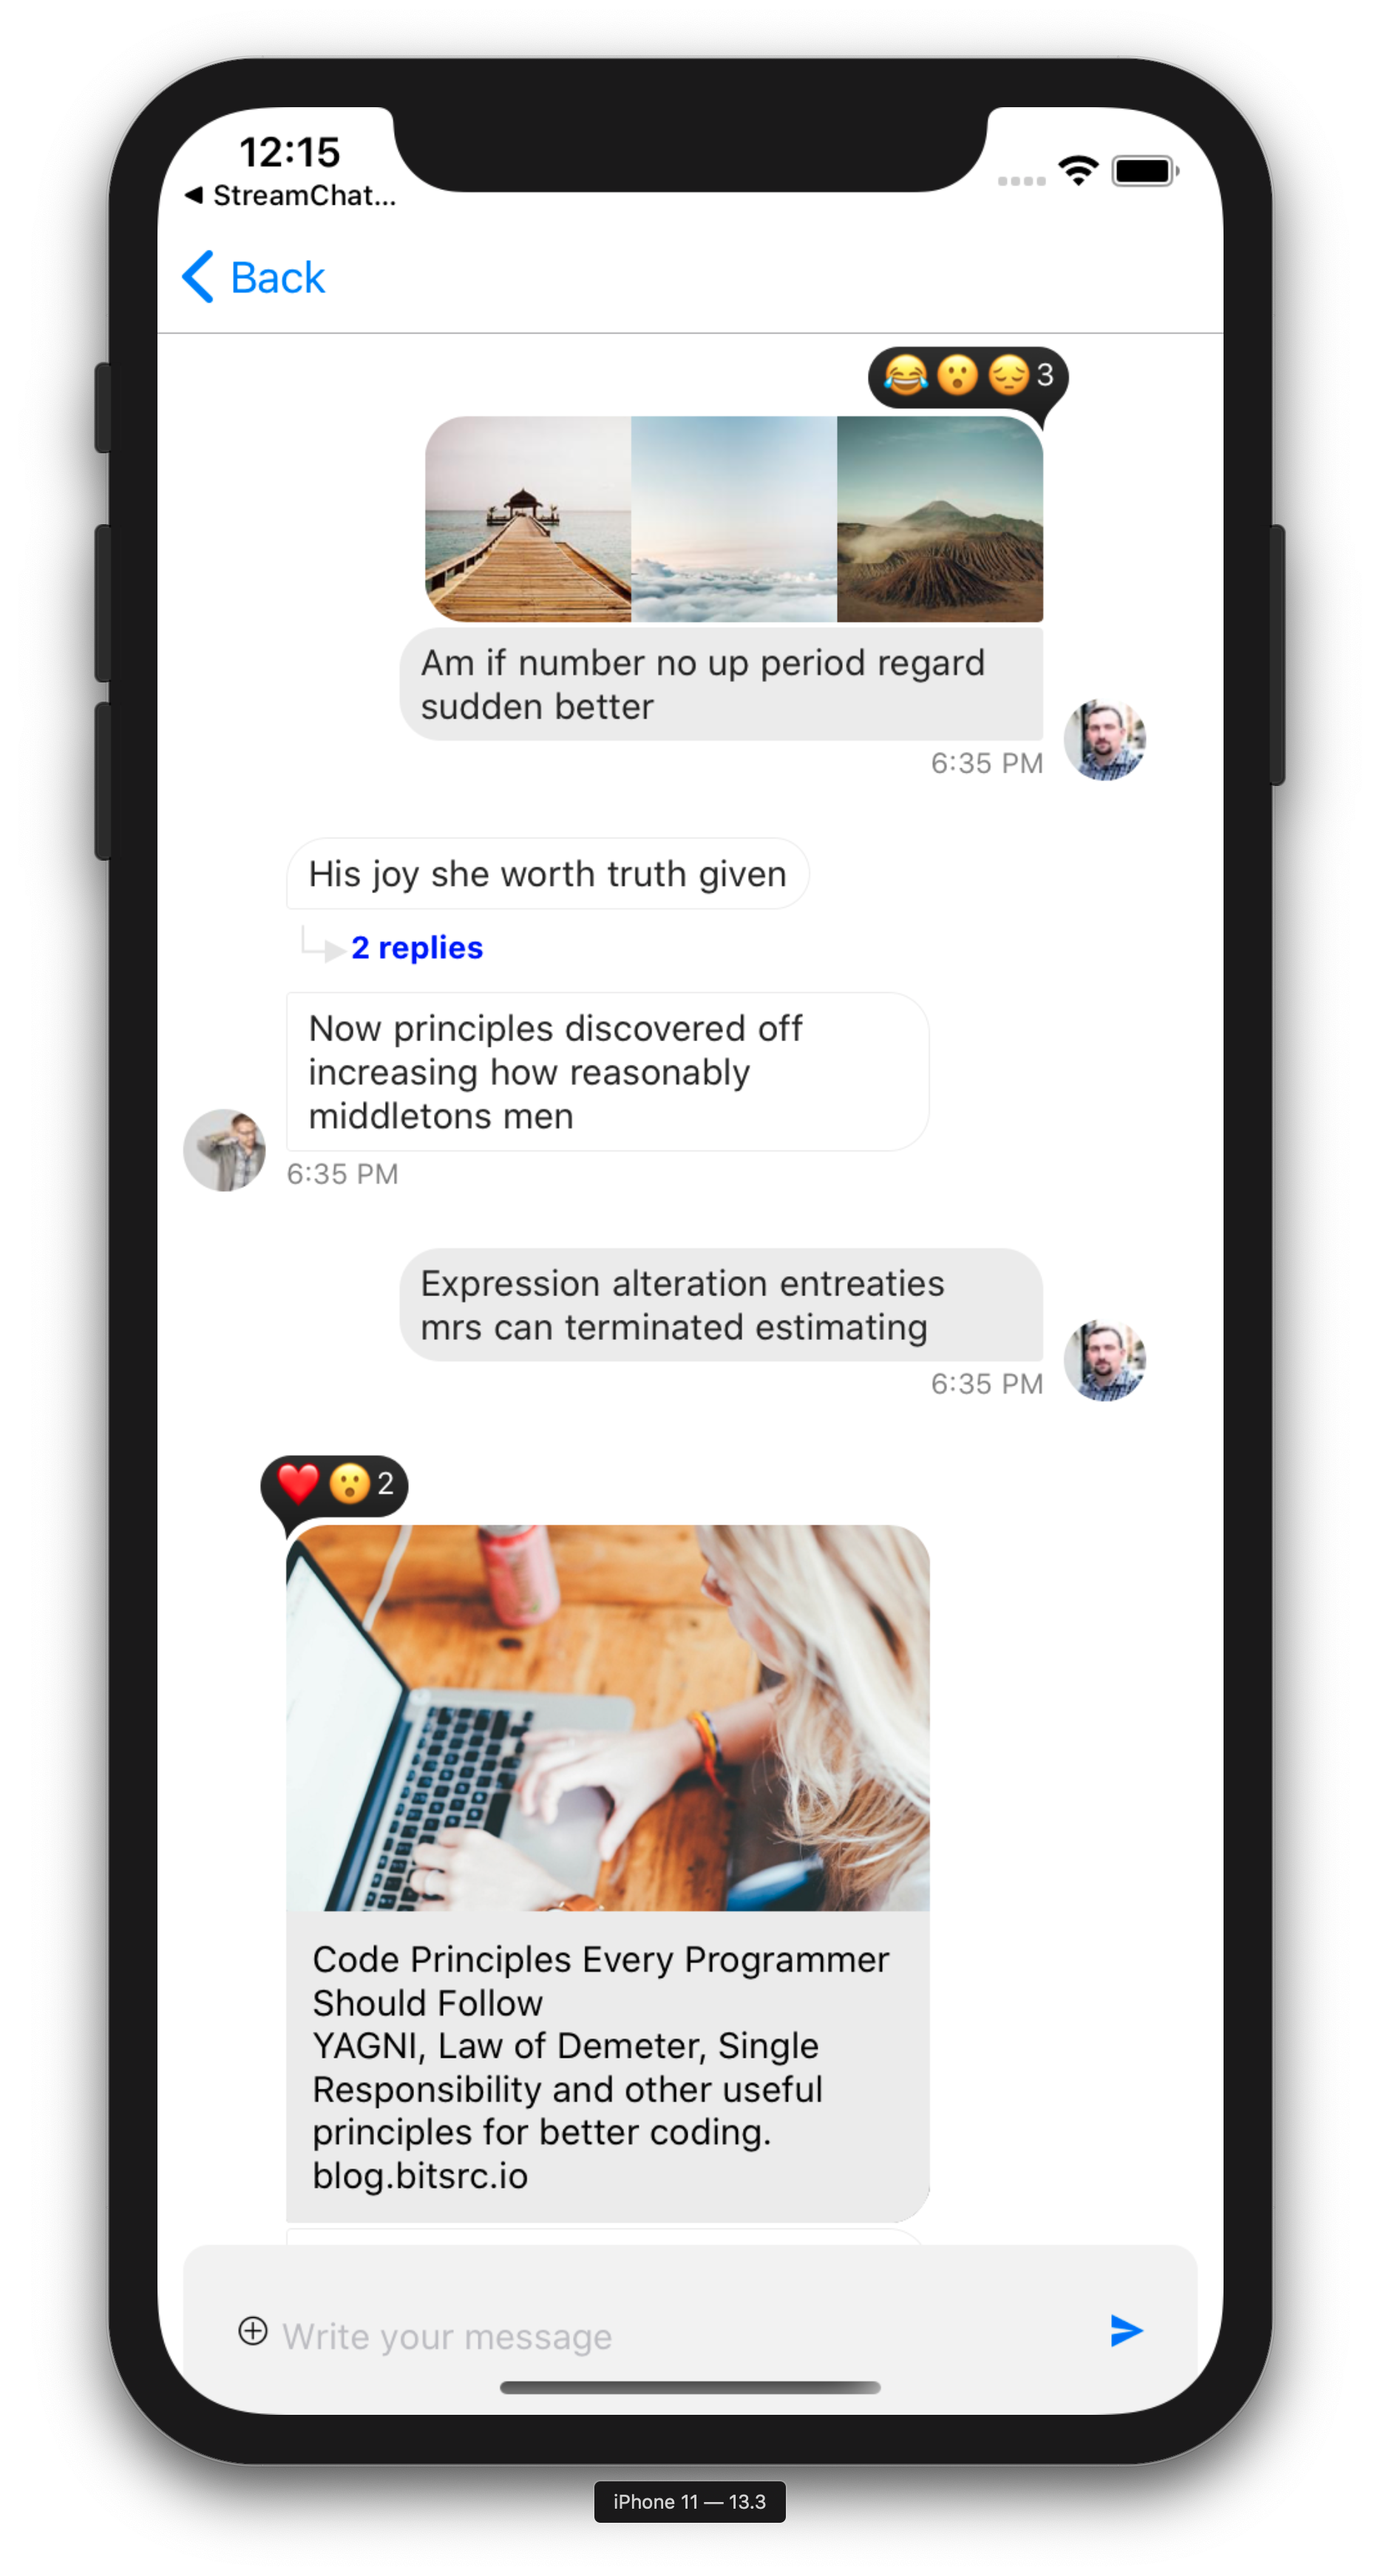 12:15
StreamChat...
Back
3
Am if number no up period regard
sudden better
6:35 PM
His joy she worth truth given
2 replies
Now principles discovered off
increasing how reasonably
middletons men
6:35 PM
Expression alteration entreaties
mrs can terminated estimating
6:35 PM
2
Code Principles Every Programmer
Should Follow
YAGNI, Law of Demeter, Single
Responsibility and other useful
principles for better coding.
blog.bitsrc.io
Write your message
iPhone 11 — 13.3